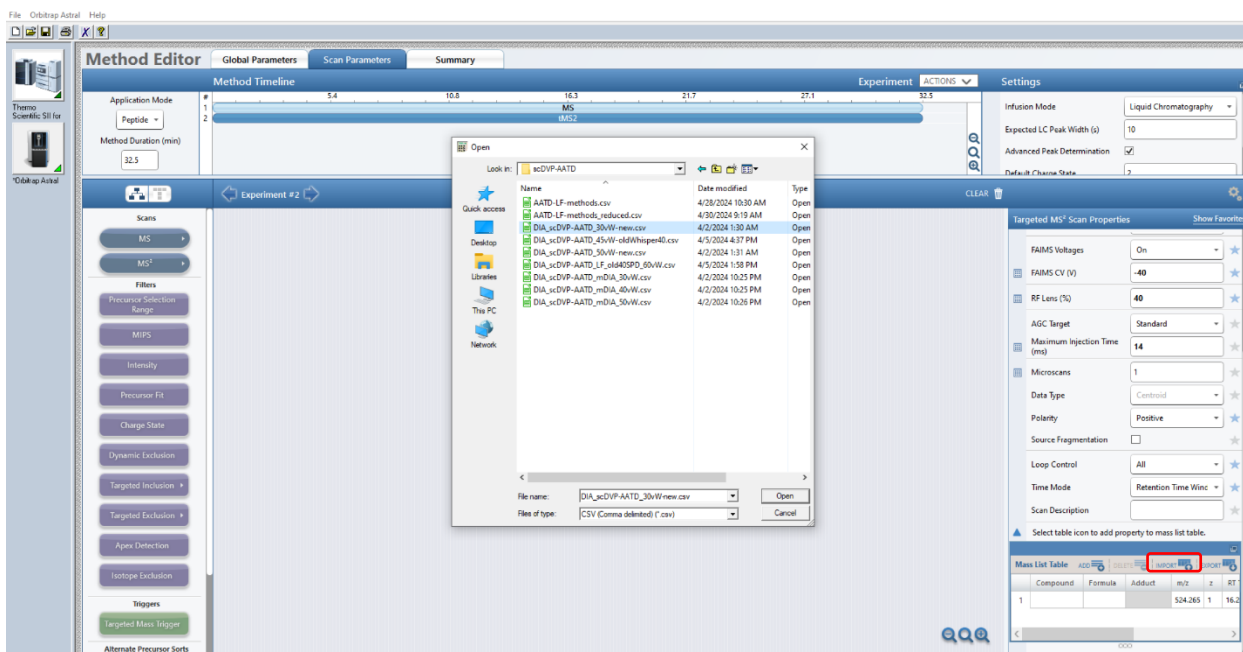 File Orbitrap Astral Help
Method Editor
Global Parameters
Scan Parameters
Summary
Thermo
Scientific SII for
*Orbitrap Astral
Application Mode
Peptide
Method Duration (min)
32.5
Method Timeline
Experiment
ACTIONS
#
5.4 10.8 16.3 21.7 27.1 32.5
1 MS
2 tMS2
Settings
Infusion Mode Liquid Chromatography
Expected LC Peak Width (s) 10
Advanced Peak Determination
Default Charge State 2
Experiment #2
CLEAR
Scans
MS
MS²
Filters
Precursor Selection
Range
MIPS
Intensity
Precursor Fit
Charge State
Dynamic Exclusion
Targeted Inclusion
Targeted Exclusion
Apex Detection
Isotope Exclusion
Triggers
Targeted Mass Trigger
Alternate Precursor Sorts
Open
Look in: scDVP-AATD
Quick access
Desktop
Libraries
This PC
Network
Name Date modified Type
AATD-LF-methods.csv 4/28/2024 10:30 AM Open
AATD-LF-methods_reduced.csv 4/30/2024 9:19 AM Open
DIA_scDVP-AATD_30vW-new.csv 4/2/2024 1:30 AM Open
DIA_scDVP-AATD_45vW-oldWhisper40.csv 4/5/2024 4:37 PM Open
DIA_scDVP-AATD_50vW-new.csv 4/2/2024 1:31 AM Open
DIA_scDVP-AATD_LF_old40SPD_60vW.csv 4/5/2024 1:58 PM Open
DIA_scDVP-AATD_mDIA_30vW.csv 4/2/2024 10:25 PM Open
DIA_scDVP-AATD_mDIA_40vW.csv 4/2/2024 10:25 PM Open
DIA_scDVP-AATD_mDIA_50vW.csv 4/2/2024 10:26 PM Open
File name: DIA_scDVP-AATD_30vW-new.csv Open
Files of type: CSV (Comma delimited) (*.csv) Cancel
Targeted MS² Scan Properties Show Favorite
FAIMS Voltages On
FAIMS CV (V) -40
RF Lens (%) 40
AGC Target Standard
Maximum Injection Time
(ms) 14
Microscans 1
Data Type Centroid
Polarity Positive
Source Fragmentation
Loop Control All
Time Mode Retention Time Winc
Scan Description
Select table icon to add property to mass list table.
Mass List Table ADD DELETE IMPORT EXPORT
Compound Formula Adduct m/z z RT
1 524.265 1 16.2